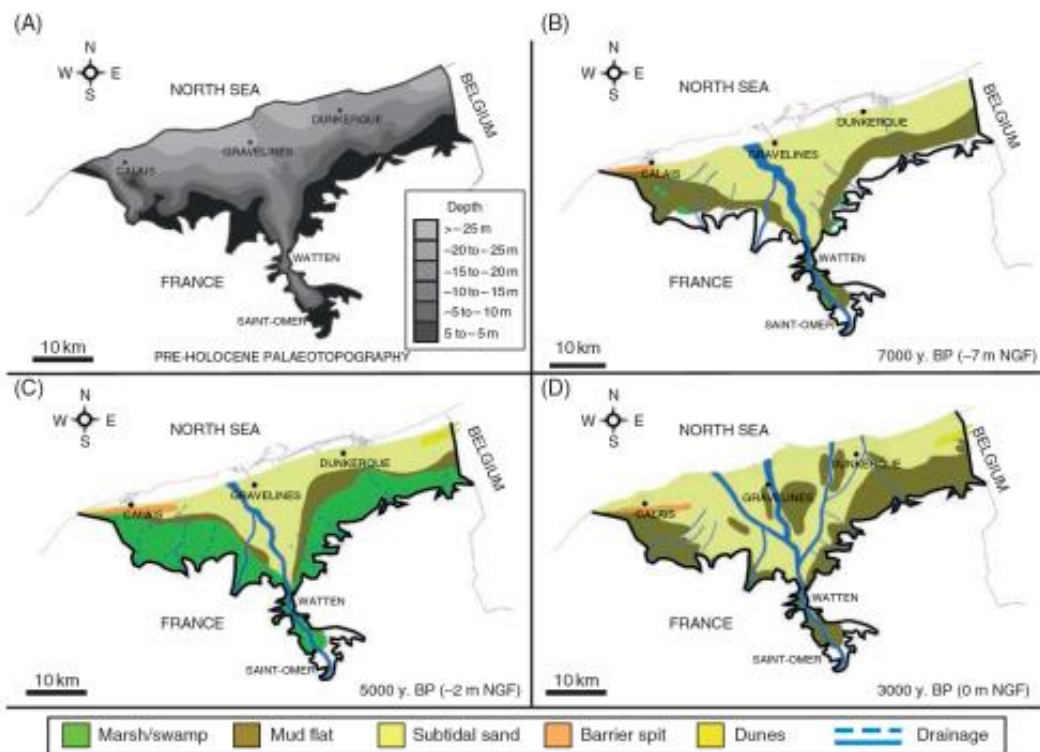 (A)
N
W E
S
NORTH SEA
BELGIUM
DUNKERQUE
GRAVELINES
CALAIS
WATTEN
FRANCE
SAINT-OMER
Depth
>–25 m
–20 to –25 m
–15 to –20 m
–10 to –15 m
–5 to –10 m
5 to –5 m
10 km
PRE-HOLOCENE PALAEOTOPOGRAPHY
(B)
N
W E
S
NORTH SEA
BELGIUM
DUNKERQUE
GRAVELINES
CALAIS
WATTEN
FRANCE
SAINT-OMER
10 km
7000 y. BP (–7 m NGF)
(C)
N
W E
S
NORTH SEA
BELGIUM
DUNKERQUE
GRAVELINES
CALAIS
WATTEN
FRANCE
SAINT-OMER
10 km
5000 y. BP (–2 m NGF)
(D)
N
W E
S
NORTH SEA
BELGIUM
DUNKERQUE
GRAVELINES
CALAIS
WATTEN
FRANCE
SAINT-OMER
10 km
3000 y. BP (0 m NGF)
Marsh/swamp Mud flat Subtidal sand Barrier spit Dunes Drainage